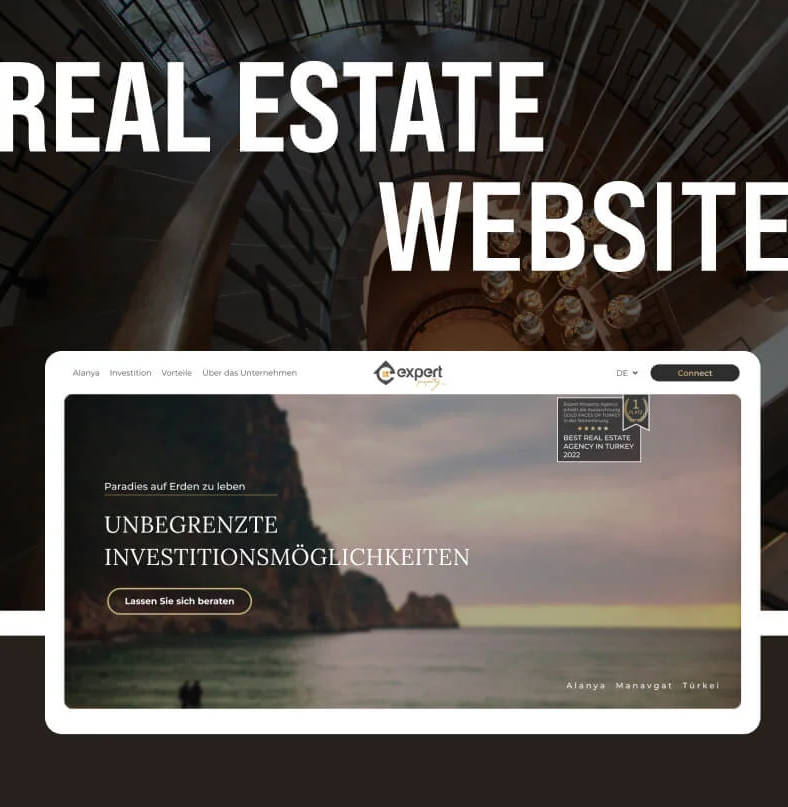 REAL ESTATE
WEBSITE
Alanya Investition Vorteile Über das Unternehmen
expert
property
DE
Connect
Expert Property Agency
erhielt die Auszeichnung
GOLD FACES OF TURKEY
in der Nominierung
1
PLATZ
BEST REAL ESTATE
AGENCY IN TURKEY
2022
Paradies auf Erden zu leben
UNBEGRENZTE
INVESTITIONSMÖGLICHKEITEN
Lassen Sie sich beraten
Alanya Manavgat Türkei